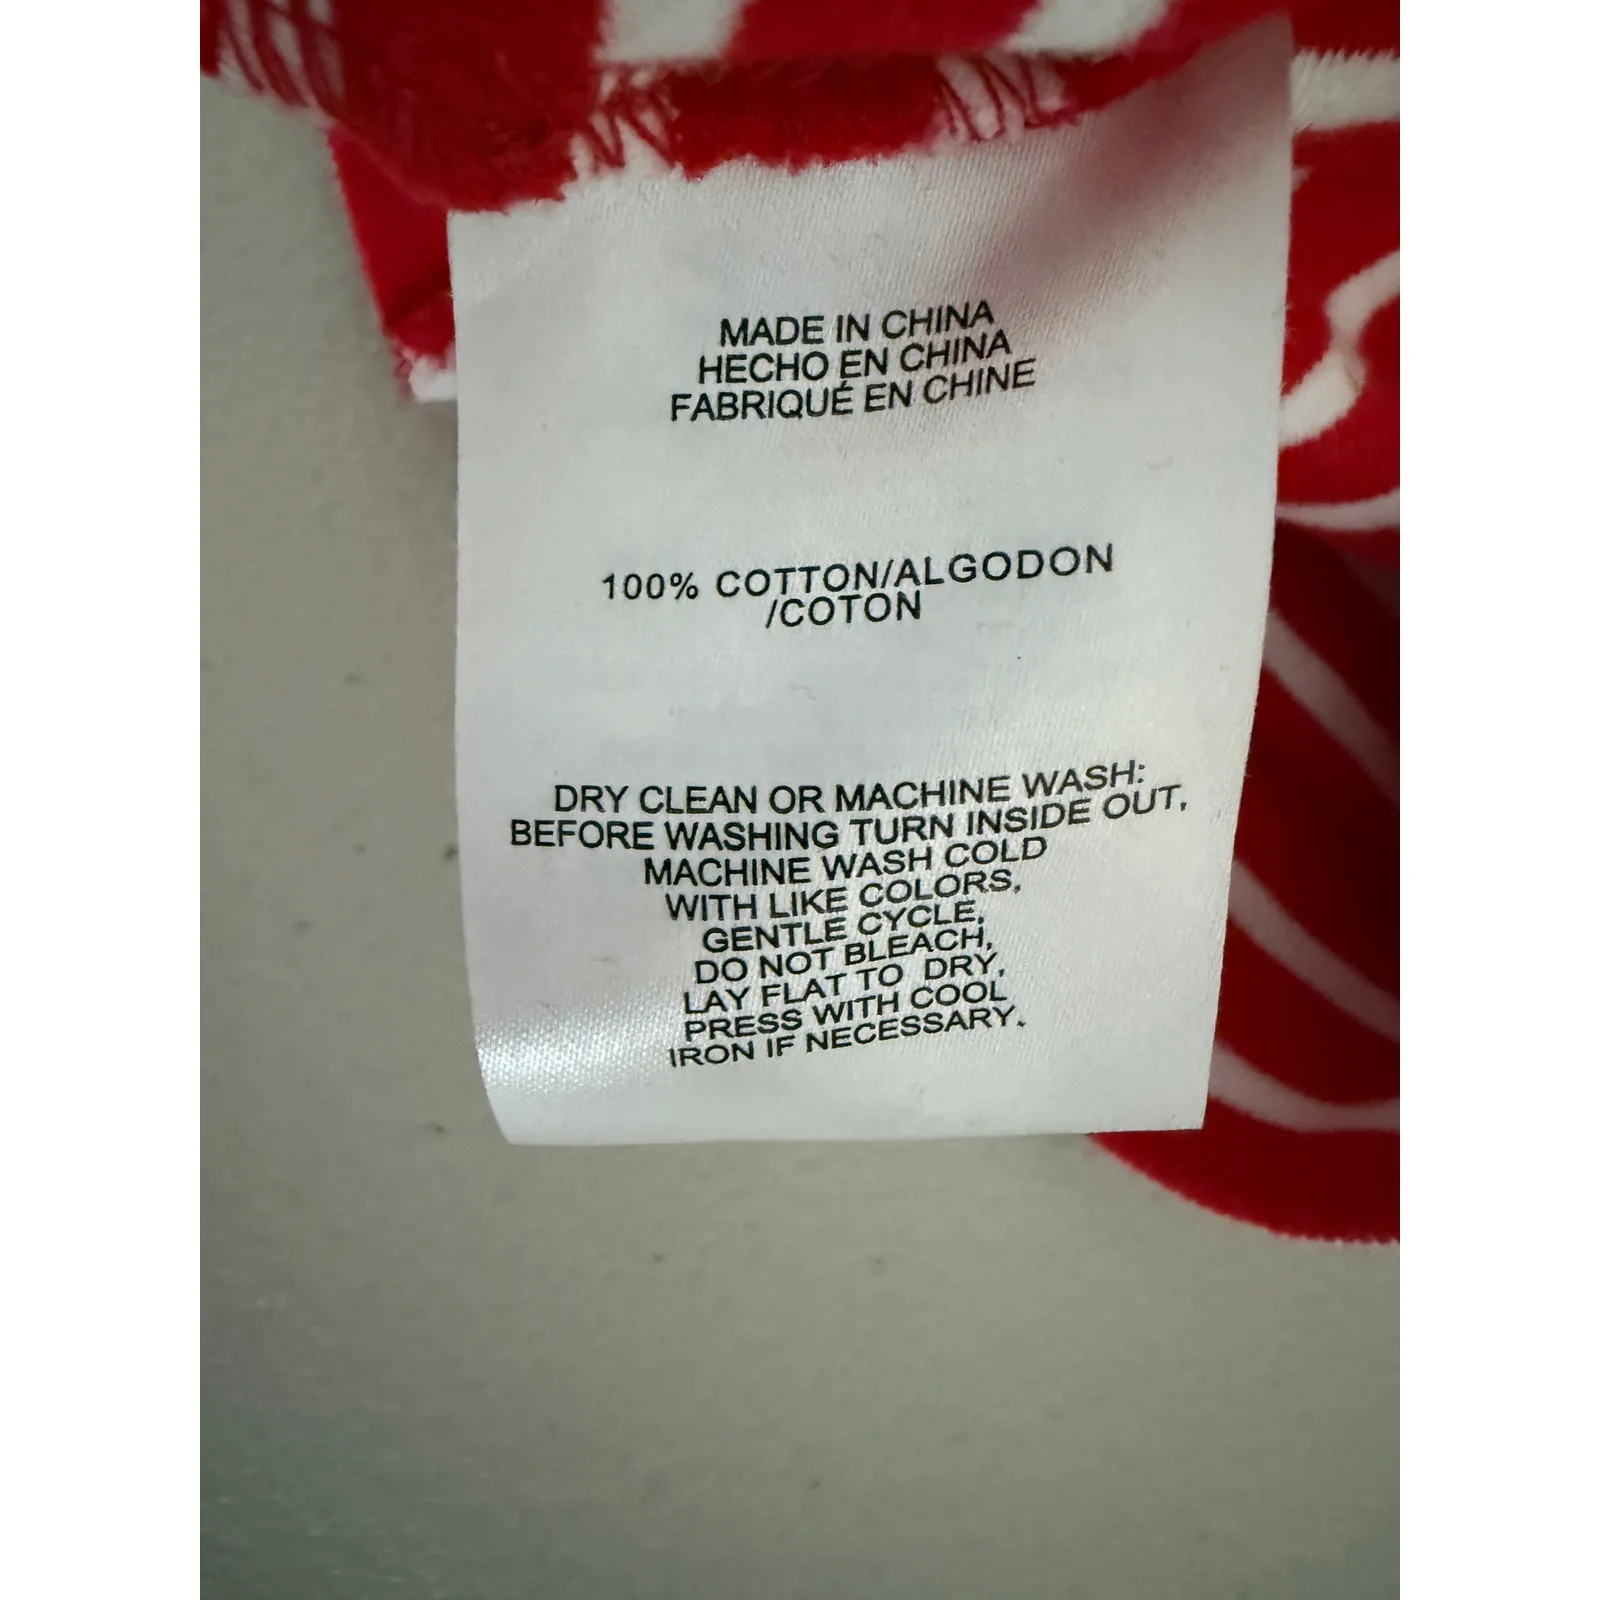 MADE IN CHINA
HECHO EN CHINA
FABRIQUÉ EN CHINE
100% COTTON/ALGODON
/COTON
DRY CLEAN OR MACHINE WASH:
BEFORE WASHING TURN INSIDE OUT,
MACHINE WASH COLD
WITH LIKE COLORS,
GENTLE CYCLE,
DO NOT BLEACH,
LAY FLAT TO DRY,
PRESS WITH COOL
IRON IF NECESSARY.